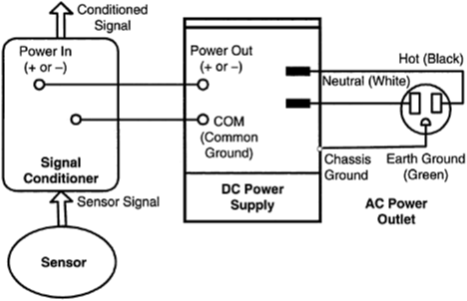 Conditioned
Signal
Power In
(+ or –)
Signal
Conditioner
Sensor Signal
Sensor
Power Out
(+ or –)
COM
(Common
Ground)
DC Power
Supply
Hot (Black)
Neutral (White)
Chassis
Ground
Earth Ground
(Green)
AC Power
Outlet